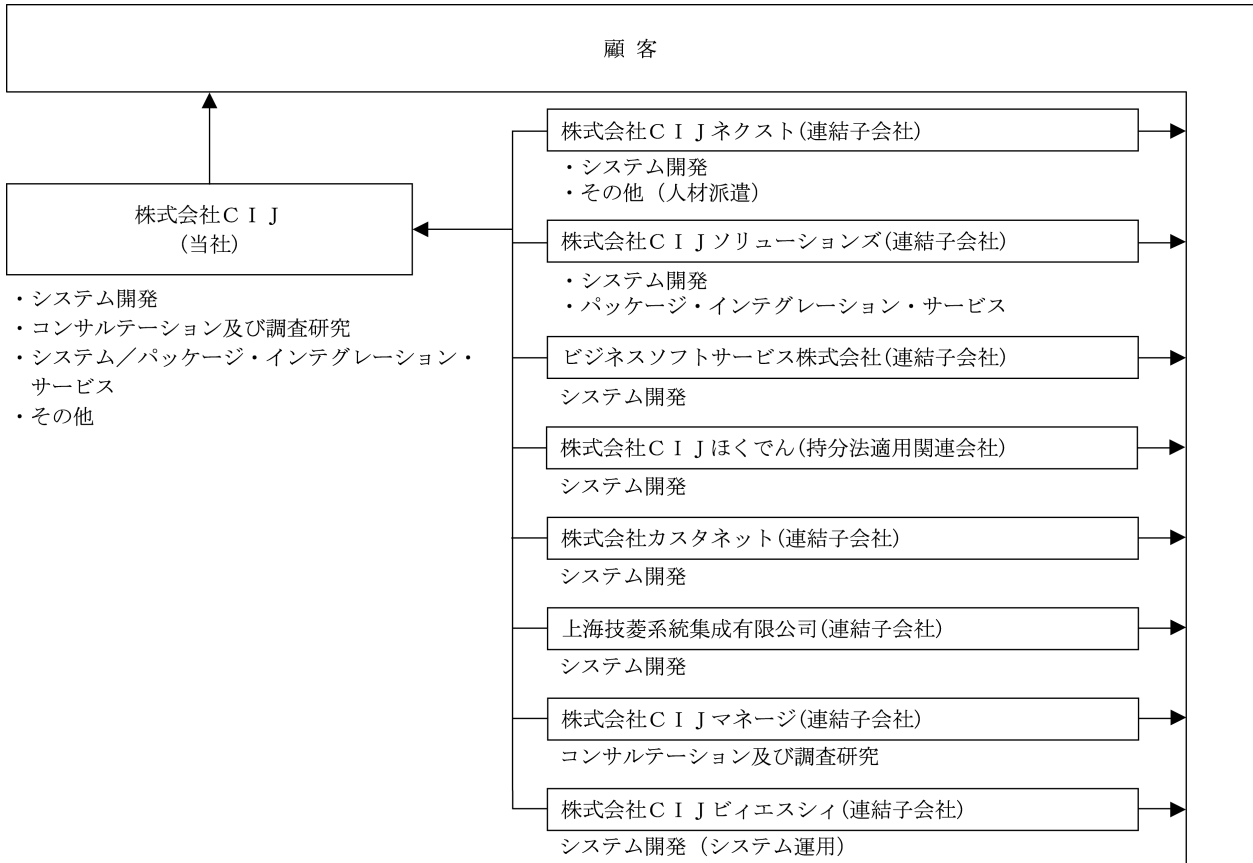 顧 客
株式会社ＣＩＪ
(当社)
・システム開発
・コンサルテーション及び調査研究
・システム／パッケージ・インテグレーション・
サービス
・その他
株式会社ＣＩＪネクスト(連結子会社)
・システム開発
・その他（人材派遣）
株式会社ＣＩＪソリューションズ(連結子会社)
・システム開発
・パッケージ・インテグレーション・サービス
ビジネスソフトサービス株式会社(連結子会社)
システム開発
株式会社ＣＩＪほくでん(持分法適用関連会社)
システム開発
株式会社カスタネット(連結子会社)
システム開発
上海技菱系統集成有限公司(連結子会社)
システム開発
株式会社ＣＩＪマネージ(連結子会社)
コンサルテーション及び調査研究
株式会社ＣＩＪビィエスシィ(連結子会社)
システム開発（システム運用）